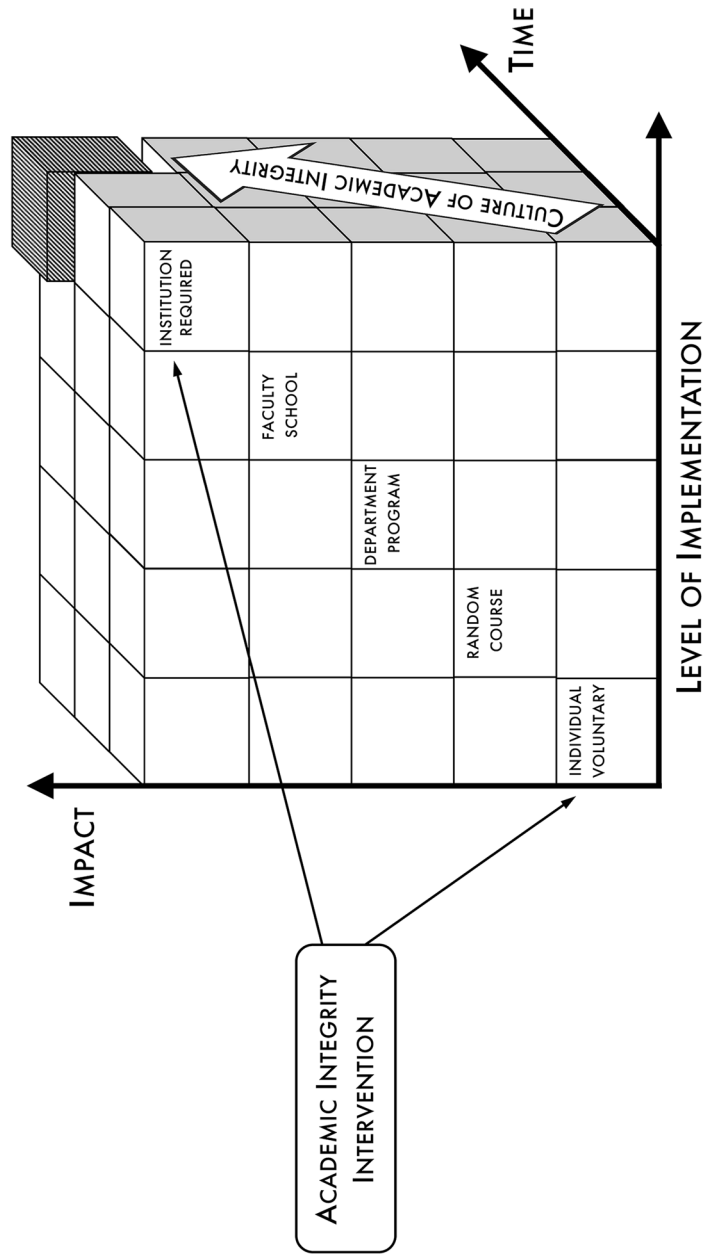 TIME
CULTURE OF ACADEMIC INTEGRITY
INSTITUTION
REQUIRED
FACULTY
SCHOOL
DEPARTMENT
PROGRAM
RANDOM
COURSE
INDIVIDUAL
VOLUNTARY
LEVEL OF IMPLEMENTATION
IMPACT
ACADEMIC INTEGRITY
INTERVENTION